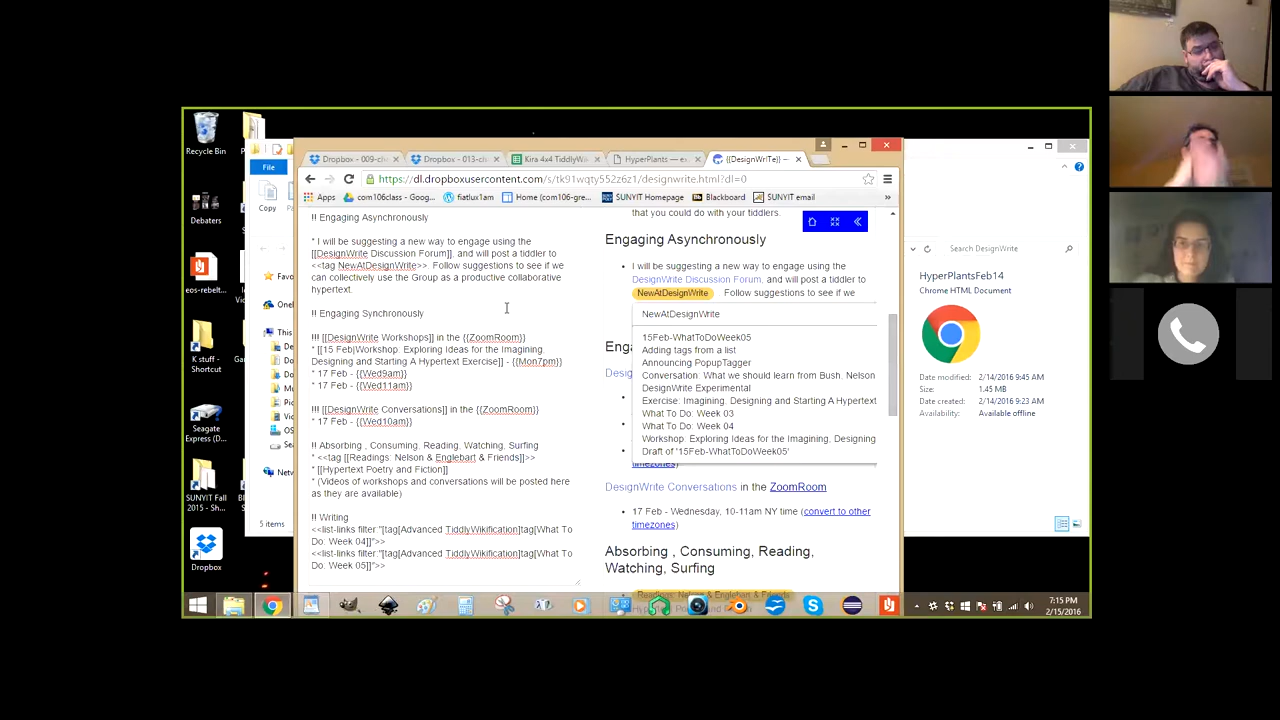 Recycle Bin
Debaters
eos-rebelt...
K stuff -
Shortcut
Seagate
Express (D...
SUNYIT Fall
2015 - Sh...
Dropbox
File
Copy
Favo
OneI
This
Net
5 items
Dropbox - 009-ch
Dropbox - 013-ch
Kira 4x4 TiddlyWi
HyperPlants — e
{{DesignWrITe}} —
https://dl.dropboxusercontent.com/s/tk91wqty552z6z1/designwrite.html?dl=0
Apps
com106class - Goog...
fiatlux1am
Home (com106-gre...
SUNYIT Homepage
Blackboard
SUNYIT email
»
!! Engaging Asynchronously
* I will be suggesting a new way to engage using the
[[DesignWrite Discussion Forum]], and will post a tiddler to
<<tag NewAtDesignWrite>>  Follow suggestions to see if we
can collectively use the Group as a productive collaborative
hypertext.
!! Engaging Synchronously
!!! [[DesignWrite Workshops]] in the {{ZoomRoom}}
* [[15 Feb|Workshop: Exploring Ideas for the Imagining,
Designing and Starting A Hypertext Exercise]] - {{Mon7pm}}
* 17 Feb - {{Wed9am}}
* 17 Feb - {{Wed11am}}
!!! [[DesignWrite Conversations]] in the {{ZoomRoom}}
* 17 Feb - {{Wed10am}}
!! Absorbing , Consuming, Reading, Watching, Surfing
* <<tag [[Readings: Nelson & Englebart & Friends]]>>
* [[Hypertext Poetry and Fiction]]
* (Videos of workshops and conversations will be posted here
as they are available)
!! Writing
<<list-links filter:"[tag[Advanced TiddlyWikification]tag[What To
Do: Week 04]]">>
<<list-links filter:"[tag[Advanced TiddlyWikification]tag[What To
Do: Week 05]]">>
that you could do with your tiddlers.
Engaging Asynchronously
I will be suggesting a new way to engage using the
DesignWrite Discussion Forum, and will post a tiddler to
NewAtDesignWrite Follow suggestions to see if we
NewAtDesignWrite
15Feb-WhatToDoWeek05
Adding tags from a list
Announcing PopupTagger
Conversation: What we should learn from Bush, Nelson
DesignWrite Experimental
Exercise: Imagining, Designing and Starting A Hypertext
What To Do: Week 03
What To Do: Week 04
Workshop: Exploring Ideas for the Imagining, Designing
Draft of '15Feb-WhatToDoWeek05'
Enga
Desi
timezones)
DesignWrite Conversations in the ZoomRoom
17 Feb - Wednesday, 10-11am NY time (convert to other
timezones)
Absorbing , Consuming, Reading,
Watching, Surfing
Readings: Nelson & Englebart & Friends
Search DesignWrite
HyperPlantsFeb14
Chrome HTML Document
Date modified: 2/14/2016 9:45 AM
Size: 1.45 MB
Date created: 2/14/2016 9:23 AM
Availability: Available offline
7:15 PM
2/15/2016